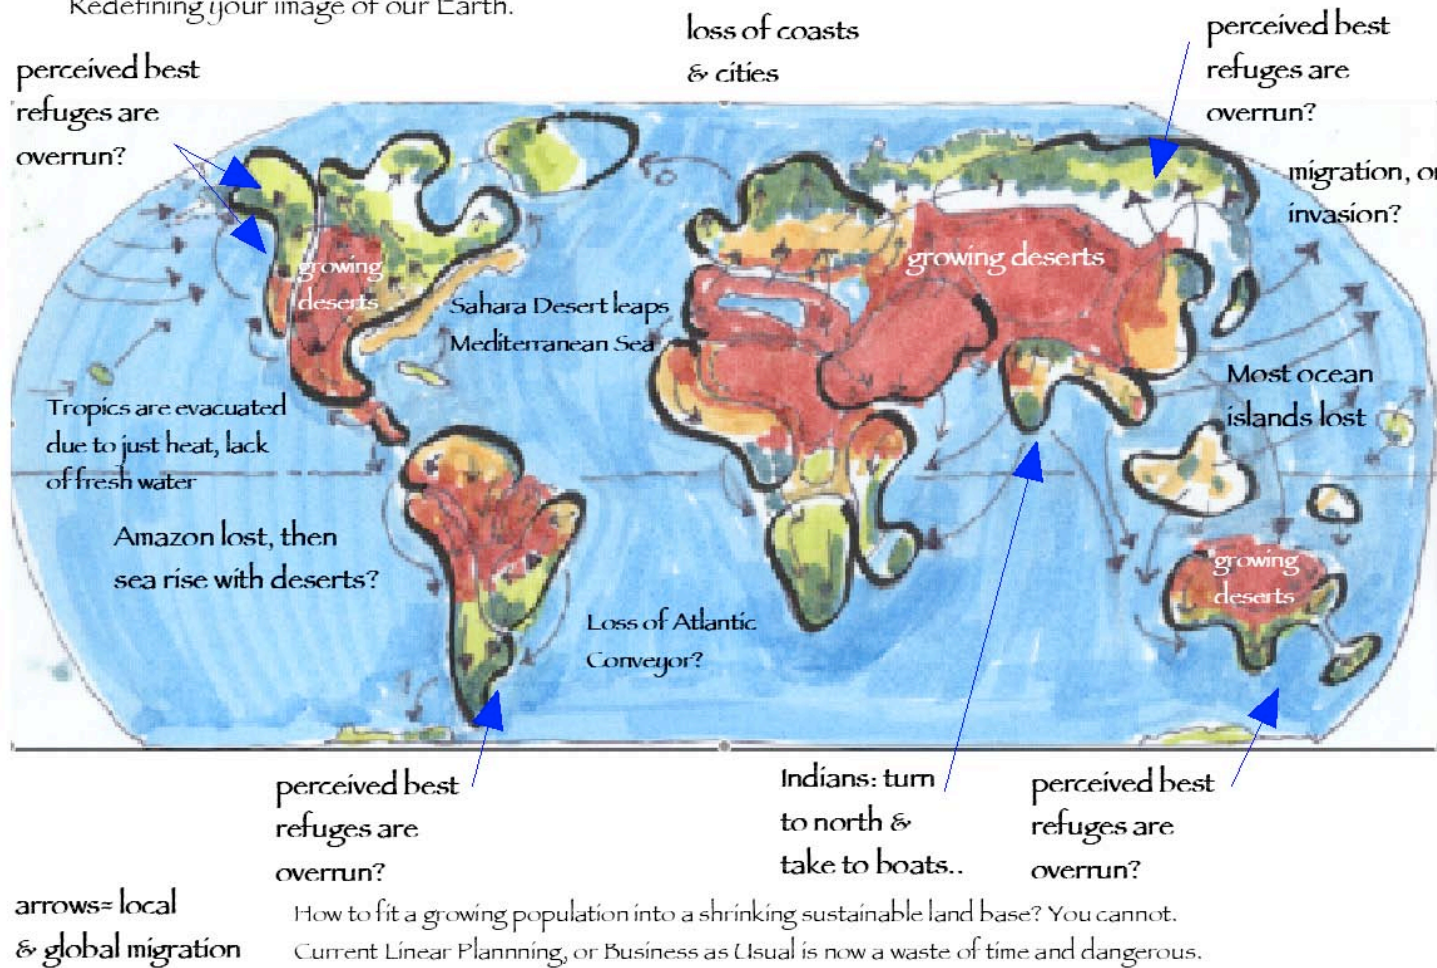 Redefining your image of our Earth.
loss of coasts
& cities
perceived best
refuges are
overrun?
perceived best
refuges are
overrun?
migration, or
invasion?
growing
deserts
growing deserts
Sahara Desert leaps
Mediterranean Sea
Most ocean
islands lost
Tropics are evacuated
due to just heat, lack
of fresh water
Amazon lost, then
sea rise with deserts?
growing
deserts
Loss of Atlantic
Conveyor?
perceived best
refuges are
overrun?
Indians: turn
to north &
take to boats..
perceived best
refuges are
overrun?
arrows= local
& global migration
How to fit a growing population into a shrinking sustainable land base? You cannot.
Current Linear Plannning, or Business as Usual is now a waste of time and dangerous.